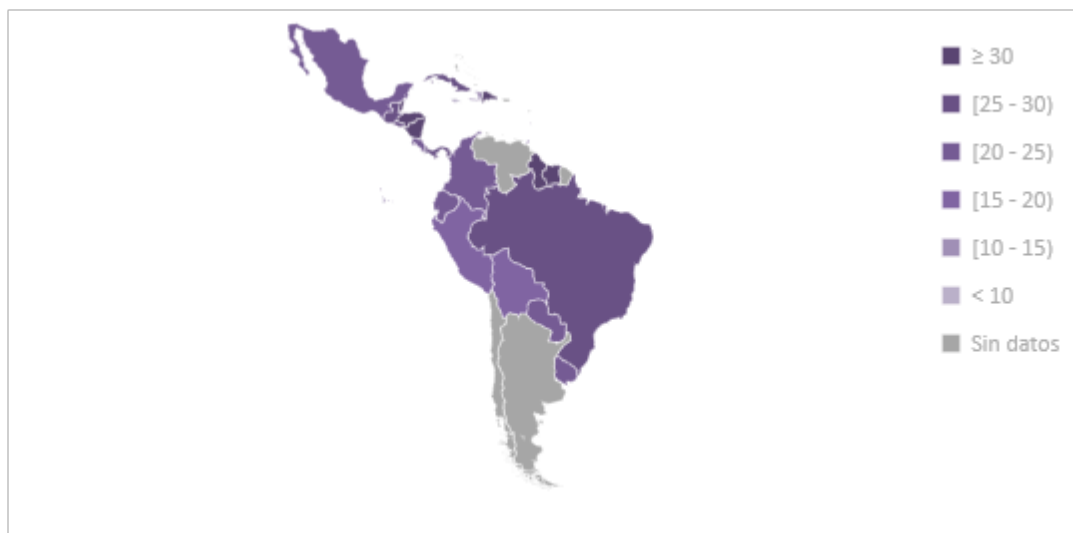 ≥ 30
[25 - 30)
[20 - 25)
[15 - 20)
[10 - 15)
< 10
Sin datos